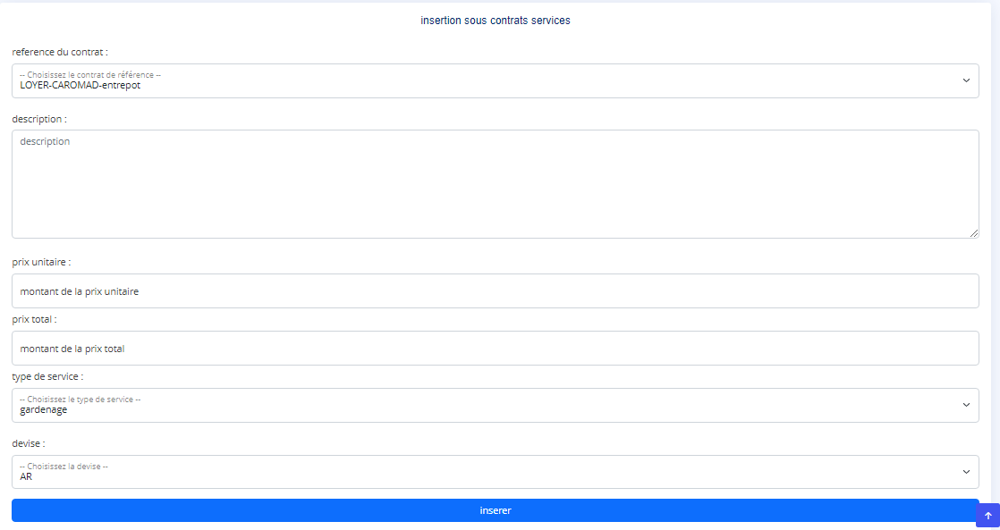 insertion sous contrats services
reference du contrat :
-- Choisissez le contrat de référence --
LOYER-CAROMAD-entrepot
description :
description
prix unitaire :
montant de la prix unitaire
prix total :
montant de la prix total
type de service :
-- Choisissez le type de service --
gardenage
devise :
-- Choisissez la devise --
AR
inserer